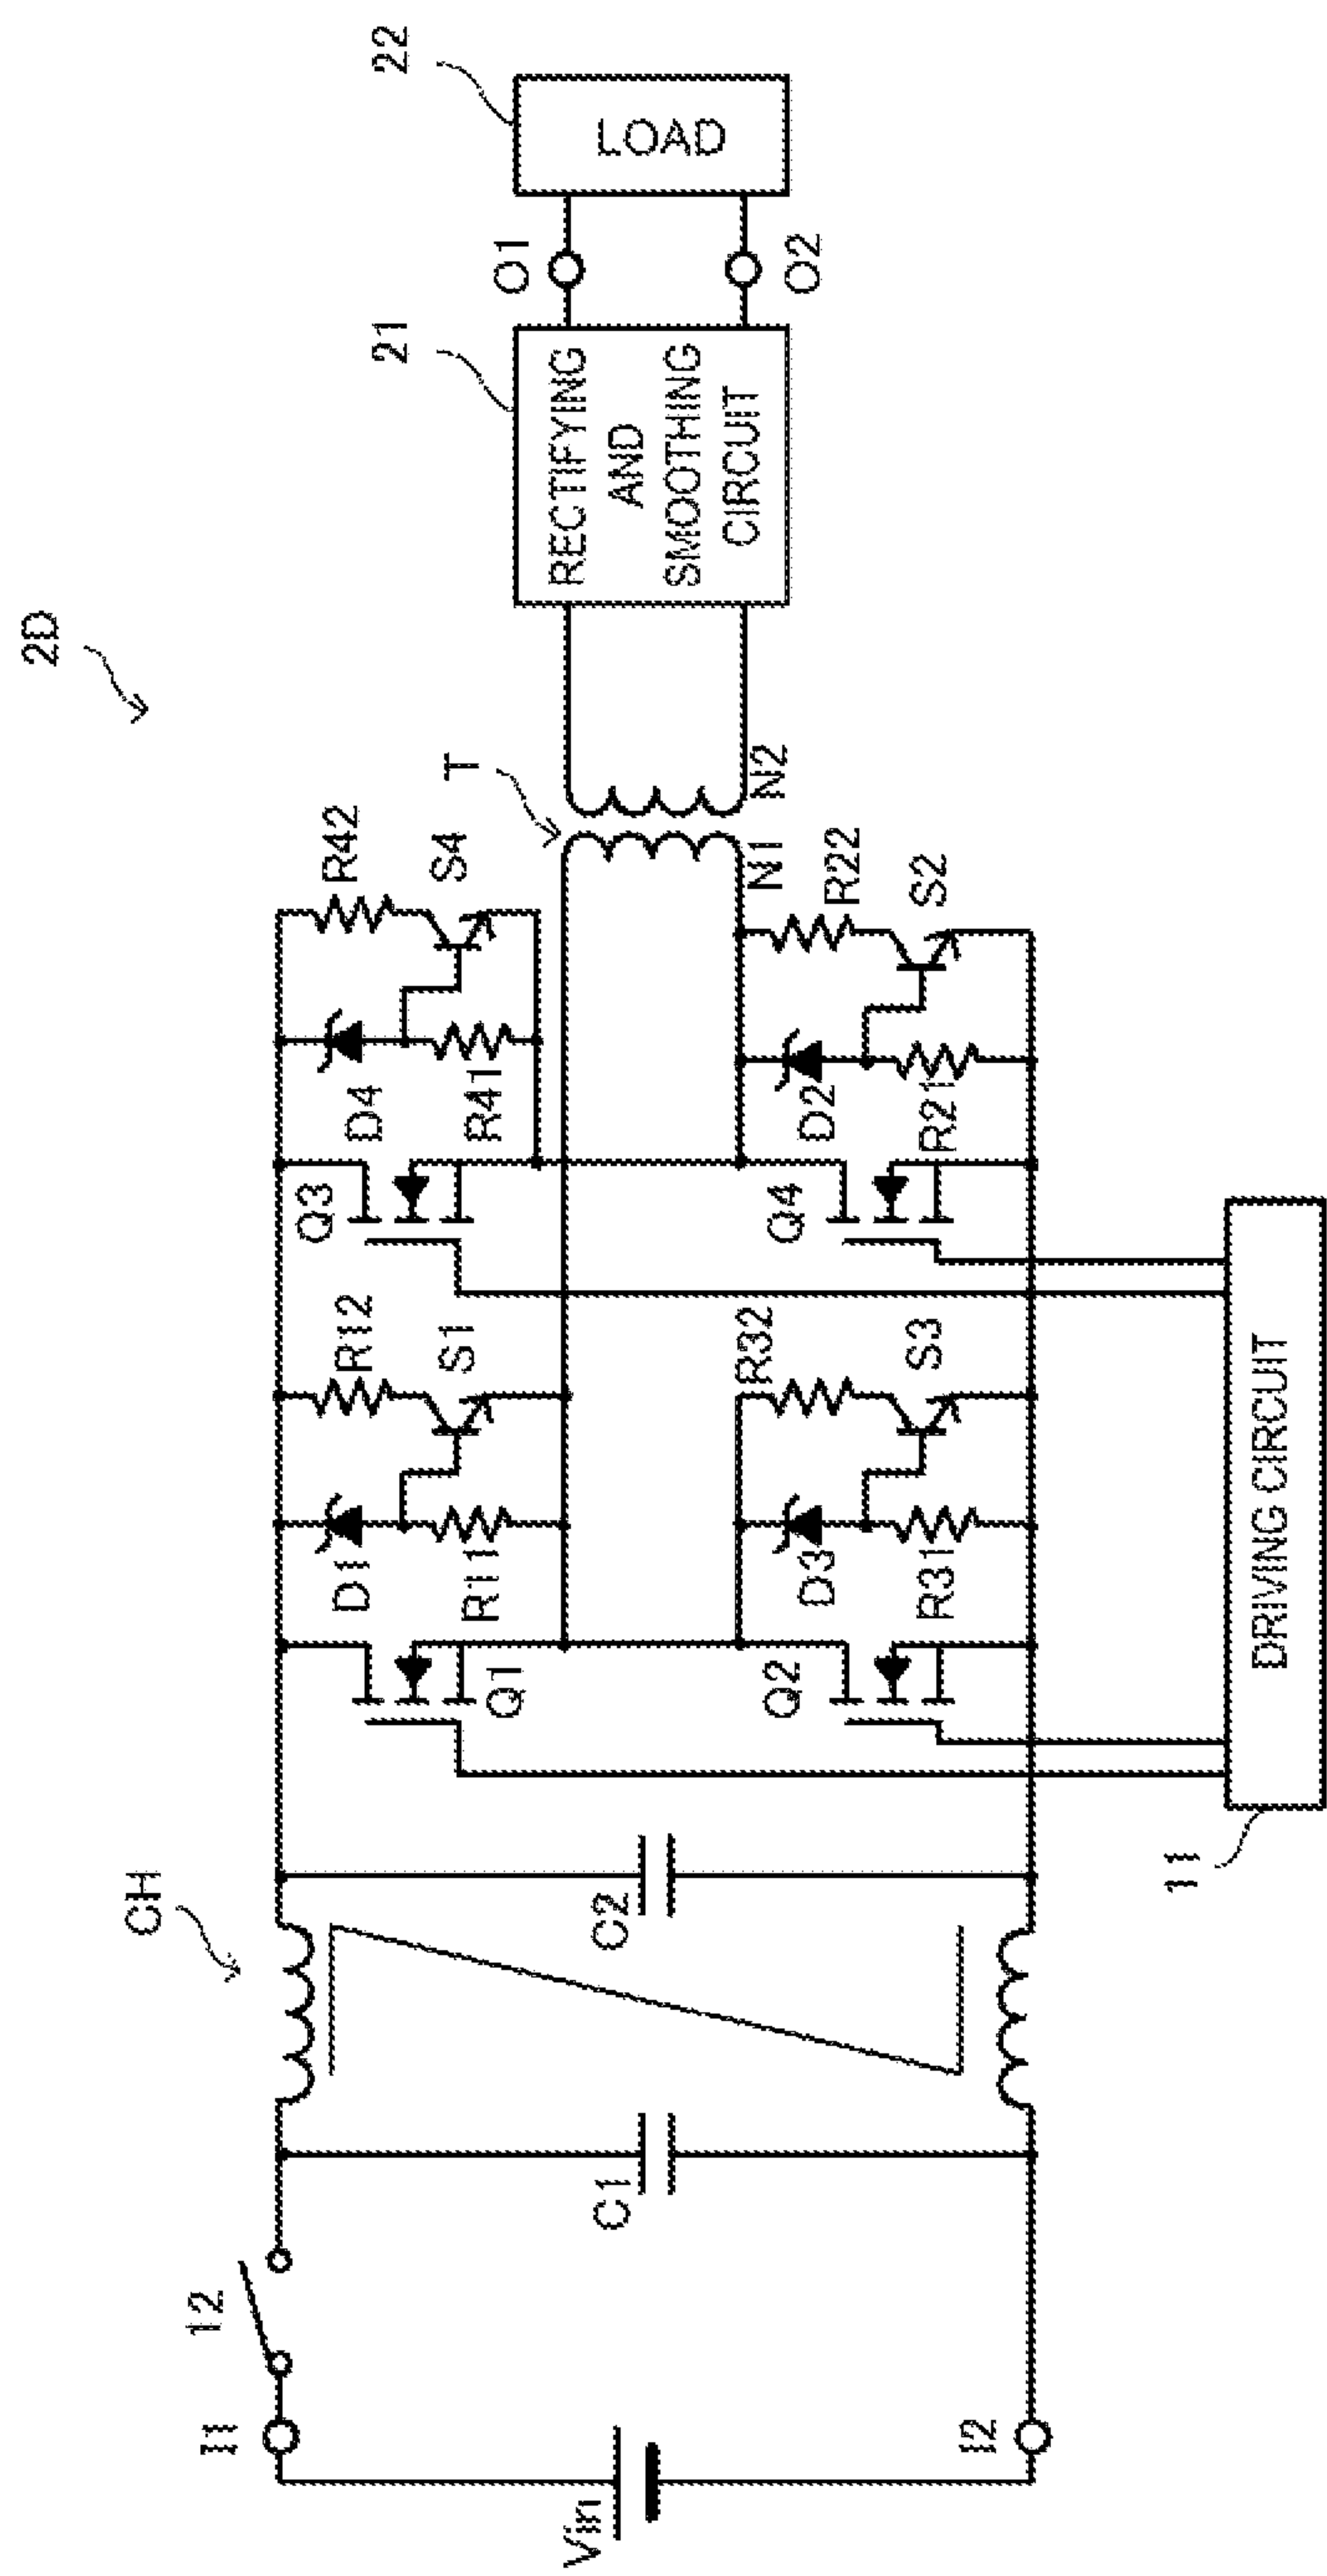 2D
CH
12
I1
Vin
I2
C1
C2
Q1
D1
R11
R12
S1
Q3
D4
R41
R42
S4
T
N1
N2
21
RECTIFYING
AND
SMOOTHING
CIRCUIT
O1
O2
22
LOAD
Q2
D3
R31
R32
S3
Q4
D2
R21
R22
S2
DRIVING CIRCUIT
11